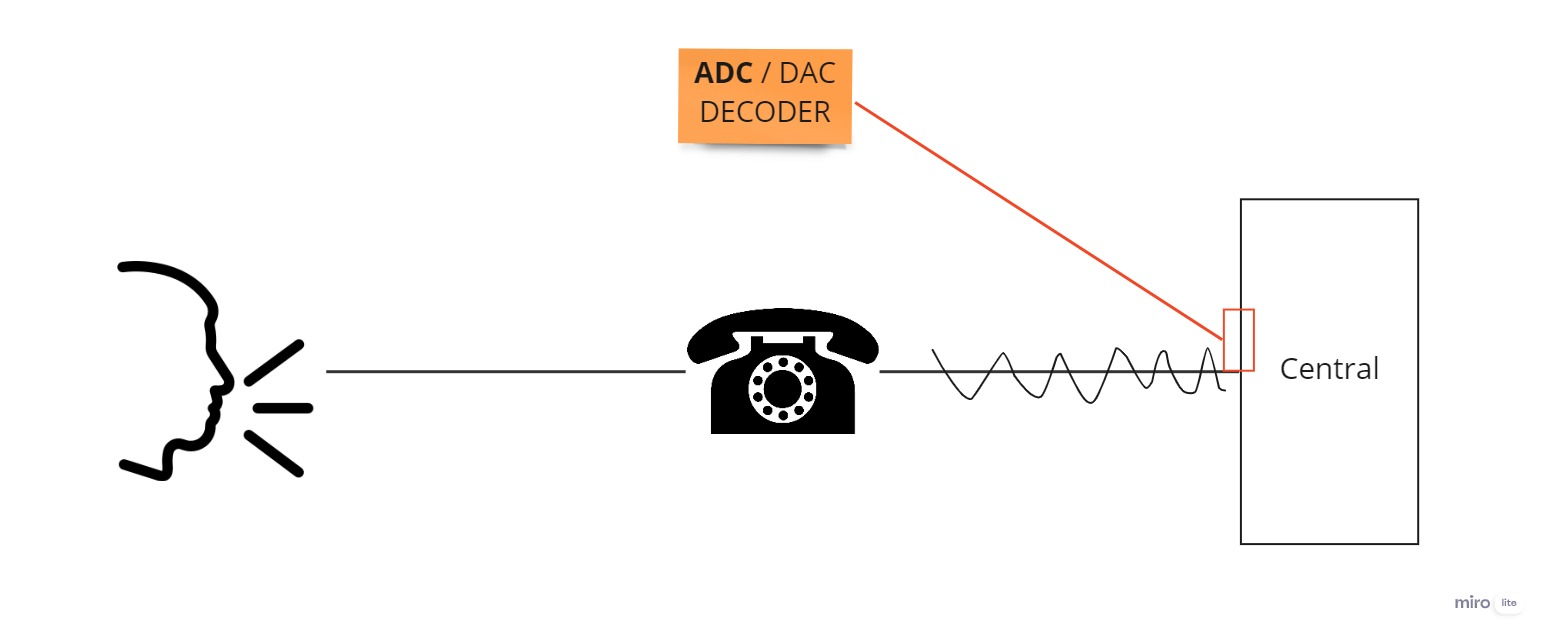 ADC / DAC
DECODER
Central
miro lite